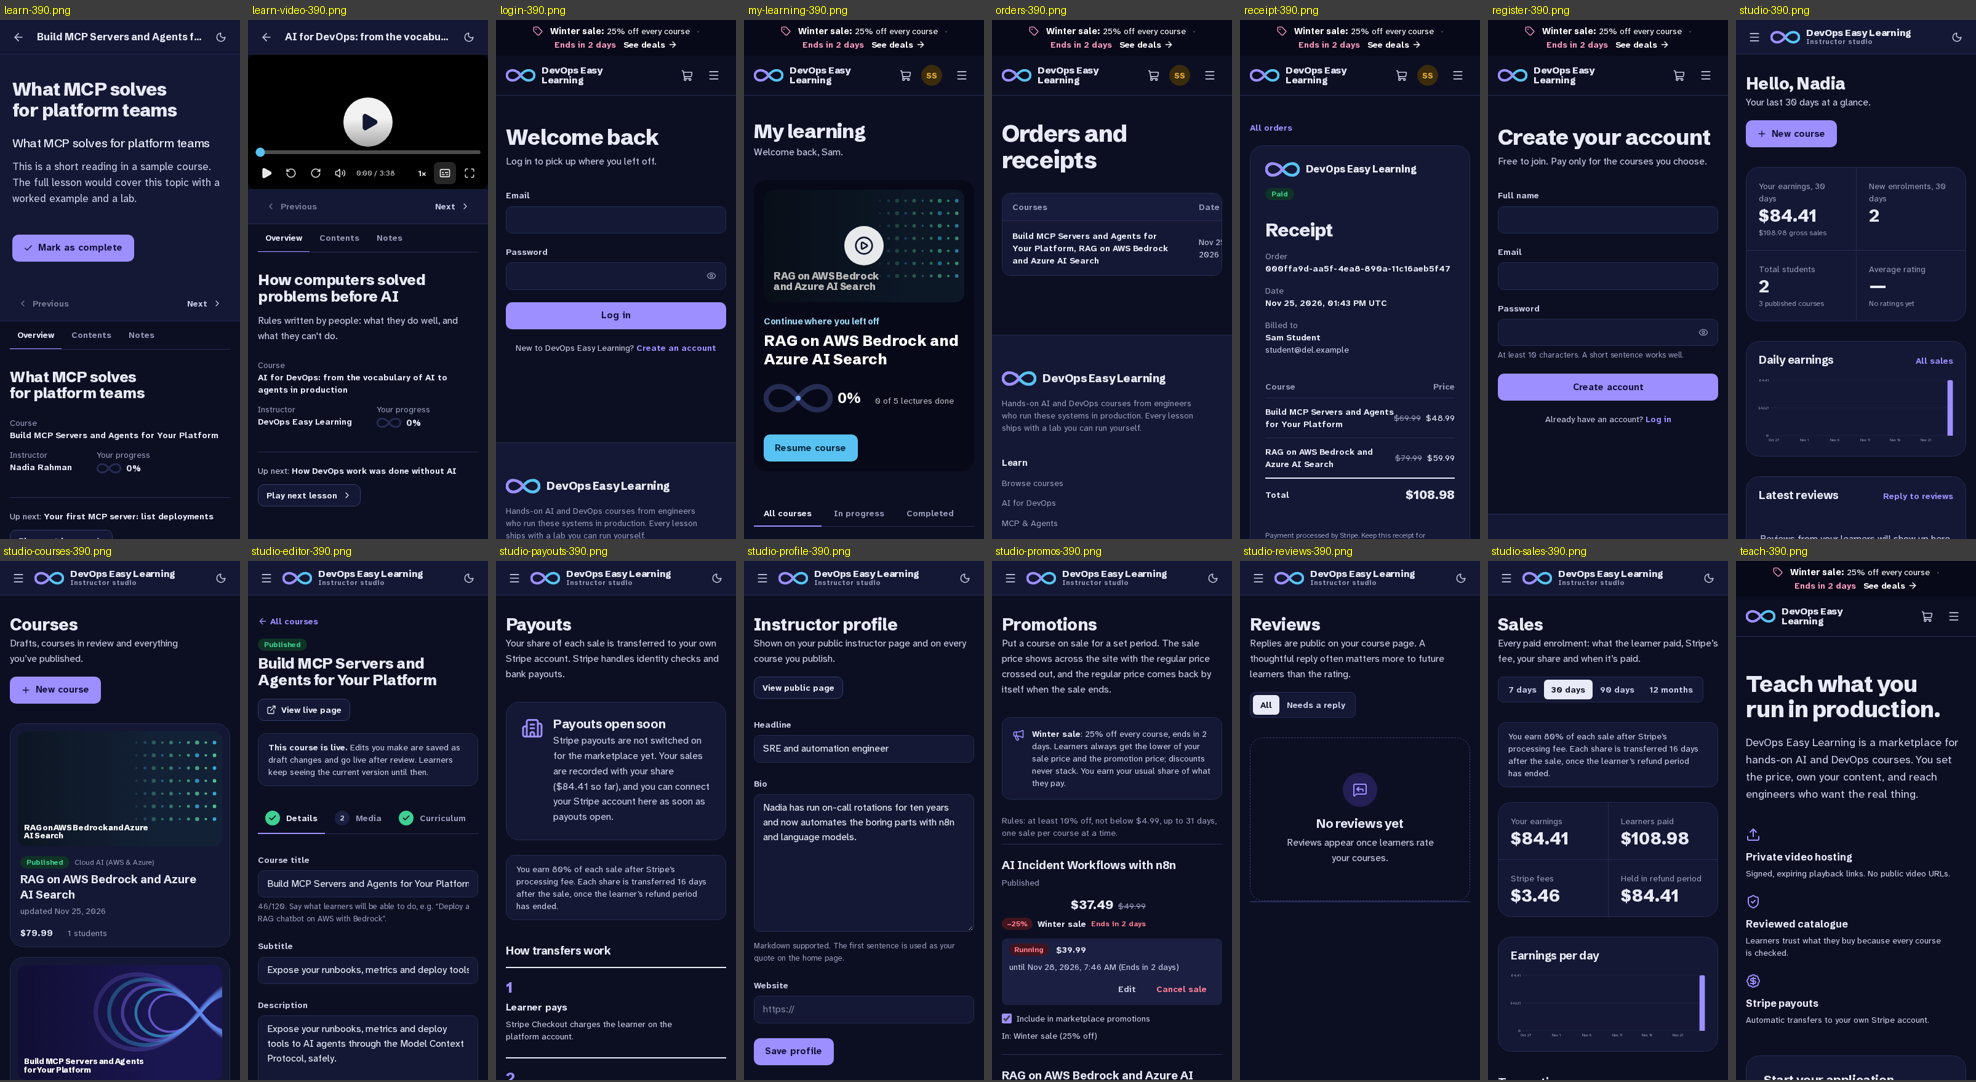 learn-390.png
Build MCP Servers and Agents f...
What MCP solves
for platform teams
What MCP solves for platform teams
This is a short reading in a sample course.
The full lesson would cover this topic with a
worked example and a lab.
Mark as complete
Previous
Next
Overview
Contents
Notes
What MCP solves
for platform teams
Course
Build MCP Servers and Agents for Your Platform
Instructor
Your progress
Nadia Rahman
0%
Up next: Your first MCP server: list deployments
learn-video-390.png
AI for DevOps: from the vocabu...
0:00 / 3:38
1x
Previous
Next
Overview
Contents
Notes
How computers solved
problems before AI
Rules written by people: what they do well, and
what they can't do.
Course
AI for DevOps: from the vocabulary of AI to
agents in production
Instructor
Your progress
DevOps Easy Learning
0%
Up next: How DevOps work was done without AI
Play next lesson
login-390.png
Winter sale: 25% off every course ·
Ends in 2 days See deals →
DevOps Easy
Learning
Welcome back
Log in to pick up where you left off.
Email
Password
Log in
New to DevOps Easy Learning? Create an account
DevOps Easy Learning
Hands-on AI and DevOps courses from engineers
who run these systems in production. Every lesson
ships with a lab you can run yourself.
my-learning-390.png
Winter sale: 25% off every course ·
Ends in 2 days See deals →
DevOps Easy
Learning
SS
My learning
Welcome back, Sam.
RAG on AWS Bedrock
and Azure AI Search
Continue where you left off
RAG on AWS Bedrock and
Azure AI Search
0%
0 of 5 lectures done
Resume course
All courses
In progress
Completed
orders-390.png
Winter sale: 25% off every course ·
Ends in 2 days See deals →
DevOps Easy
Learning
SS
Orders and
receipts
Courses
Date
Build MCP Servers and Agents for
Your Platform, RAG on AWS Bedrock
and Azure AI Search
Nov 25
2026
DevOps Easy Learning
Hands-on AI and DevOps courses from engineers
who run these systems in production. Every lesson
ships with a lab you can run yourself.
Learn
Browse courses
AI for DevOps
MCP & Agents
receipt-390.png
Winter sale: 25% off every course ·
Ends in 2 days See deals →
DevOps Easy
Learning
SS
All orders
DevOps Easy Learning
Paid
Receipt
Order
000ffa9d-aa5f-4ea8-890a-11c16aeb5f47
Date
Nov 25, 2026, 01:43 PM UTC
Billed to
Sam Student
student@del.example
Course
Price
Build MCP Servers and Agents
for Your Platform
$69.99 $48.99
RAG on AWS Bedrock and
Azure AI Search
$79.99 $59.99
Total
$108.98
Payment processed by Stripe. Keep this receipt for
register-390.png
Winter sale: 25% off every course ·
Ends in 2 days See deals →
DevOps Easy
Learning
Create your account
Free to join. Pay only for the courses you choose.
Full name
Email
Password
At least 10 characters. A short sentence works well.
Create account
Already have an account? Log in
studio-390.png
DevOps Easy Learning
Instructor studio
Hello, Nadia
Your last 30 days at a glance.
+ New course
Your earnings, 30
days
$84.41
$108.98 gross sales
New enrolments, 30
days
2
Total students
2
3 published courses
Average rating
—
No ratings yet
Daily earnings
All sales
Latest reviews
Reply to reviews
Reviews from your learners will show up here
studio-courses-390.png
DevOps Easy Learning
Instructor studio
Courses
Drafts, courses in review and everything
you've published.
+ New course
RAG on AWS Bedrock and Azure
AI Search
Published
Cloud AI (AWS & Azure)
RAG on AWS Bedrock and Azure
AI Search
updated Nov 25, 2026
$79.99
1 students
Build MCP Servers and Agents
for Your Platform
studio-editor-390.png
DevOps Easy Learning
Instructor studio
← All courses
Published
Build MCP Servers and
Agents for Your Platform
View live page
This course is live. Edits you make are saved as
draft changes and go live after review. Learners
keep seeing the current version until then.
Details
2
Media
Curriculum
Course title
Build MCP Servers and Agents for Your Platform
46/120. Say what learners will be able to do, e.g. "Deploy a
RAG chatbot on AWS with Bedrock".
Subtitle
Expose your runbooks, metrics and deploy tools
Description
Expose your runbooks, metrics and deploy
tools to AI agents through the Model Context
Protocol, safely.
studio-payouts-390.png
DevOps Easy Learning
Instructor studio
Payouts
Your share of each sale is transferred to your own
Stripe account. Stripe handles identity checks and
bank payouts.
Payouts open soon
Stripe payouts are not switched on
for the marketplace yet. Your sales
are recorded with your share
($84.41 so far), and you can connect
your Stripe account here as soon as
payouts open.
You earn 80% of each sale after Stripe's
processing fee. Each share is transferred 16 days
after the sale, once the learner's refund period
has ended.
How transfers work
1
Learner pays
Stripe Checkout charges the learner on the
platform account.
2
studio-profile-390.png
DevOps Easy Learning
Instructor studio
Instructor profile
Shown on your public instructor page and on every
course you publish.
View public page
Headline
SRE and automation engineer
Bio
Nadia has run on-call rotations for ten years
and now automates the boring parts with n8n
and language models.
Markdown supported. The first sentence is used as your
quote on the home page.
Website
https://
Save profile
studio-promos-390.png
DevOps Easy Learning
Instructor studio
Promotions
Put a course on sale for a set period. The sale
price shows across the site with the regular price
crossed out, and the regular price comes back by
itself when the sale ends.
Winter sale: 25% off every course, ends in 2
days. Learners always get the lower of your
sale price and the promotion price; discounts
never stack. You earn your usual share of what
they pay.
Rules: at least 10% off, not below $4.99, up to 31 days,
one sale per course at a time.
AI Incident Workflows with n8n
Published
$37.49 $49.99
−25% Winter sale Ends in 2 days
Running $39.99
until Nov 28, 2026, 7:46 AM (Ends in 2 days)
Edit
Cancel sale
Include in marketplace promotions
In: Winter sale (25% off)
RAG on AWS Bedrock and Azure AI
studio-reviews-390.png
DevOps Easy Learning
Instructor studio
Reviews
Replies are public on your course page. A
thoughtful reply often matters more to future
learners than the rating.
All
Needs a reply
No reviews yet
Reviews appear once learners rate
your courses.
studio-sales-390.png
DevOps Easy Learning
Instructor studio
Sales
Every paid enrolment: what the learner paid, Stripe's
fee, your share and when it's paid.
7 days
30 days
90 days
12 months
You earn 80% of each sale after Stripe's
processing fee. Each share is transferred 16 days
after the sale, once the learner's refund period
has ended.
Your earnings
$84.41
Learners paid
$108.98
Stripe fees
$3.46
Held in refund period
$84.41
Earnings per day
teach-390.png
Winter sale: 25% off every course ·
Ends in 2 days See deals →
DevOps Easy
Learning
Teach what you
run in production.
DevOps Easy Learning is a marketplace for
hands-on AI and DevOps courses. You set
the price, own your content, and reach
engineers who want the real thing.
Private video hosting
Signed, expiring playback links. No public video URLs.
Reviewed catalogue
Learners trust what they buy because every course
is checked.
Stripe payouts
Automatic transfers to your own Stripe account.
Start your application